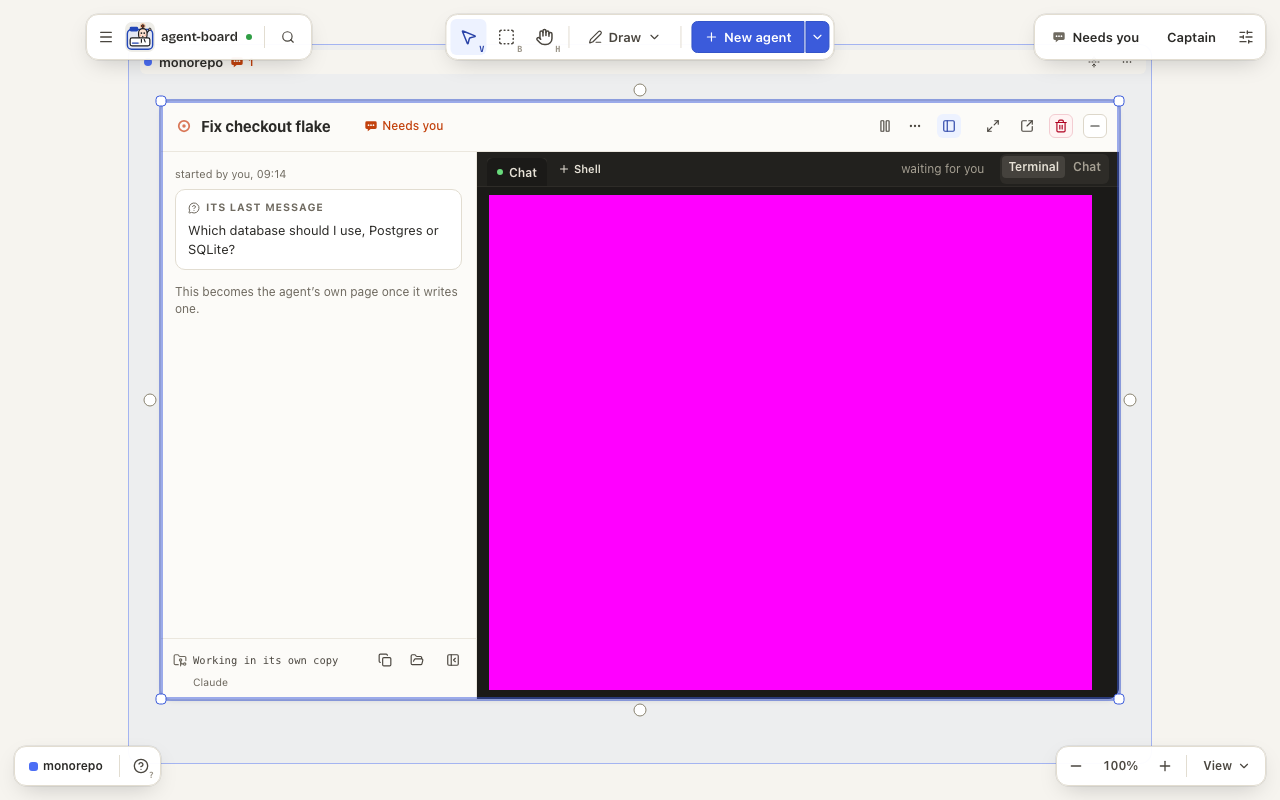 agent-board
V
B
H
Draw
New agent
Needs you
Captain
monorepo
1
Fix checkout flake
Needs you
started by you, 09:14
ITS LAST MESSAGE
Which database should I use, Postgres or
SQLite?
This becomes the agent's own page once it writes
one.
Chat
Shell
waiting for you
Terminal
Chat
Working in its own copy
Claude
monorepo
?
100%
View